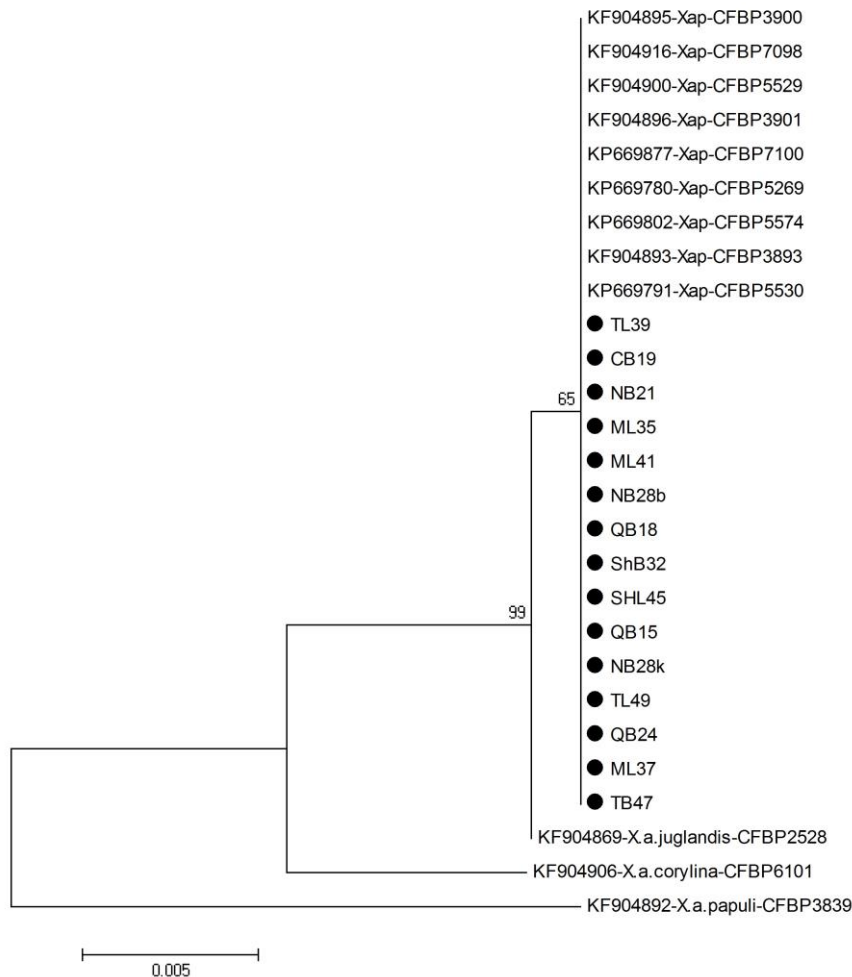 KF904895-Xap-CFBP3900
KF904916-Xap-CFBP7098
KF904900-Xap-CFBP5529
KF904896-Xap-CFBP3901
KP669877-Xap-CFBP7100
KP669780-Xap-CFBP5269
KP669802-Xap-CFBP5574
KF904893-Xap-CFBP3893
KP669791-Xap-CFBP5530
TL39
CB19
NB21
65
ML35
ML41
NB28b
QB18
ShB32
SHL45
99
QB15
NB28k
TL49
QB24
ML37
TB47
KF904869-X.a.juglandis-CFBP2528
KF904906-X.a.corylina-CFBP6101
KF904892-X.a.papuli-CFBP3839
0.005